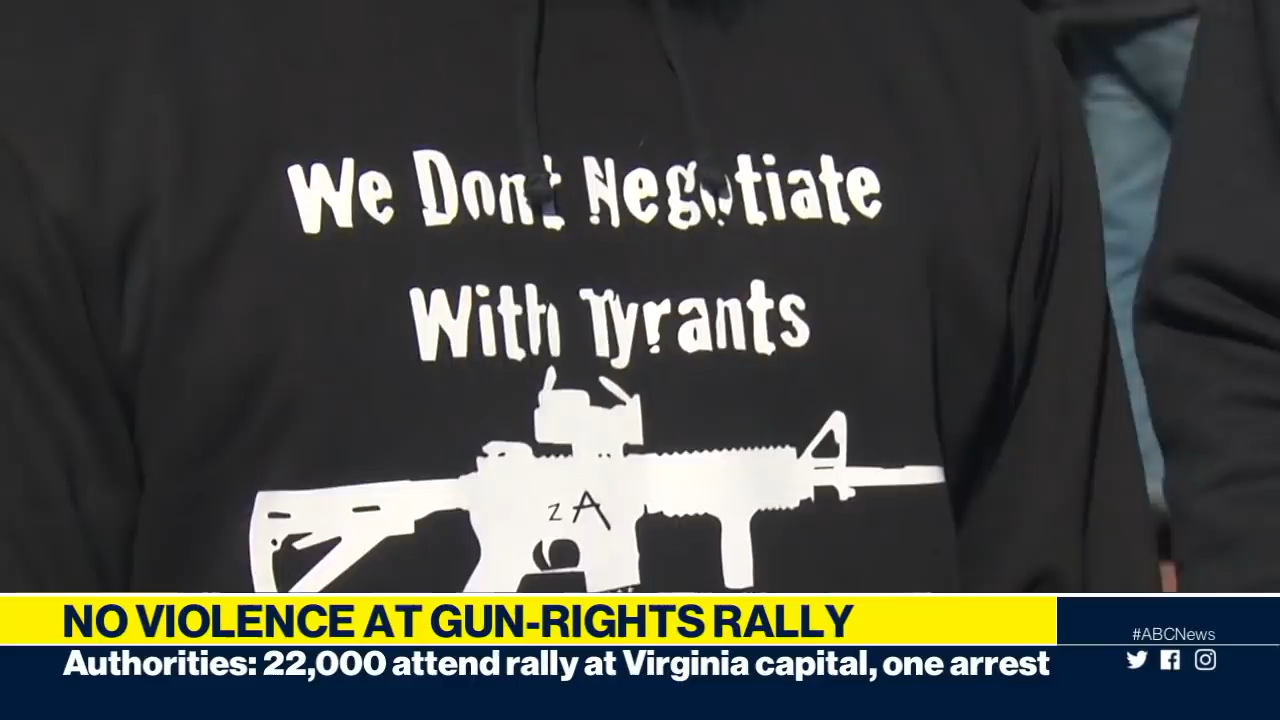 We Dont Negotiate
With Tyrants
2A
NO VIOLENCE AT GUN-RIGHTS RALLY
Authorities: 22,000 attend rally at Virginia capital, one arrest
#ABCNews